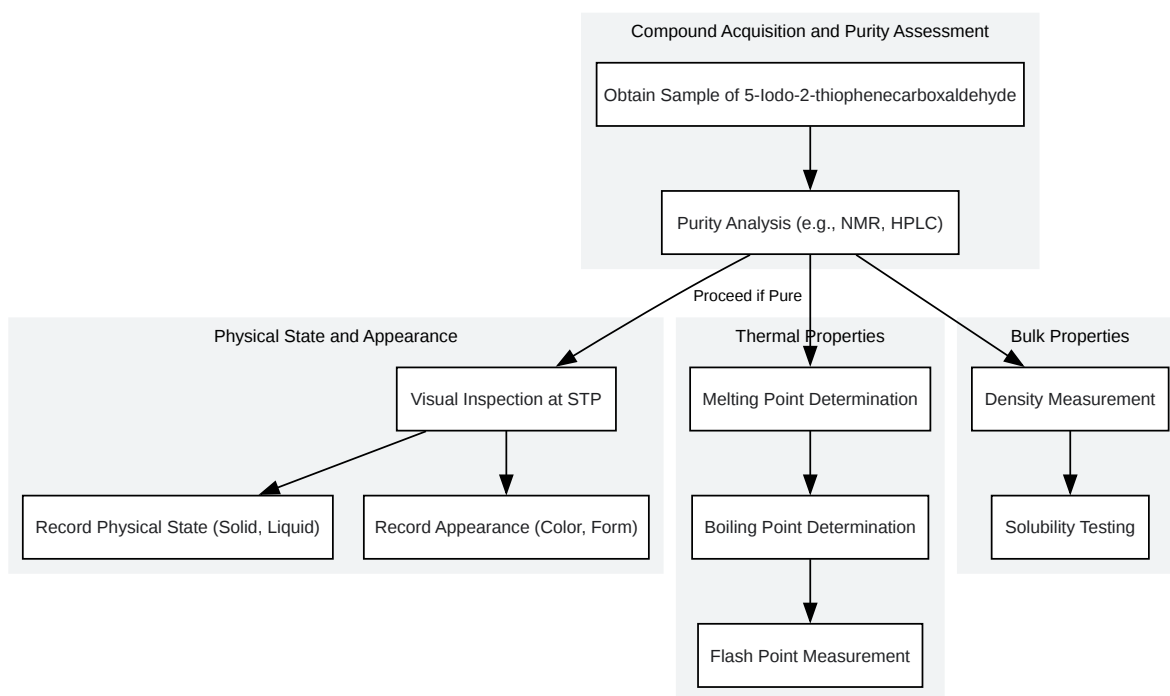 Compound Acquisition and Purity Assessment
Obtain Sample of 5-Iodo-2-thiophenecarboxaldehyde
Purity Analysis (e.g., NMR, HPLC)
Proceed if Pure
Physical State and Appearance
Thermal Properties
Bulk Properties
Visual Inspection at STP
Melting Point Determination
Density Measurement
Record Physical State (Solid, Liquid)
Record Appearance (Color, Form)
Boiling Point Determination
Solubility Testing
Flash Point Measurement